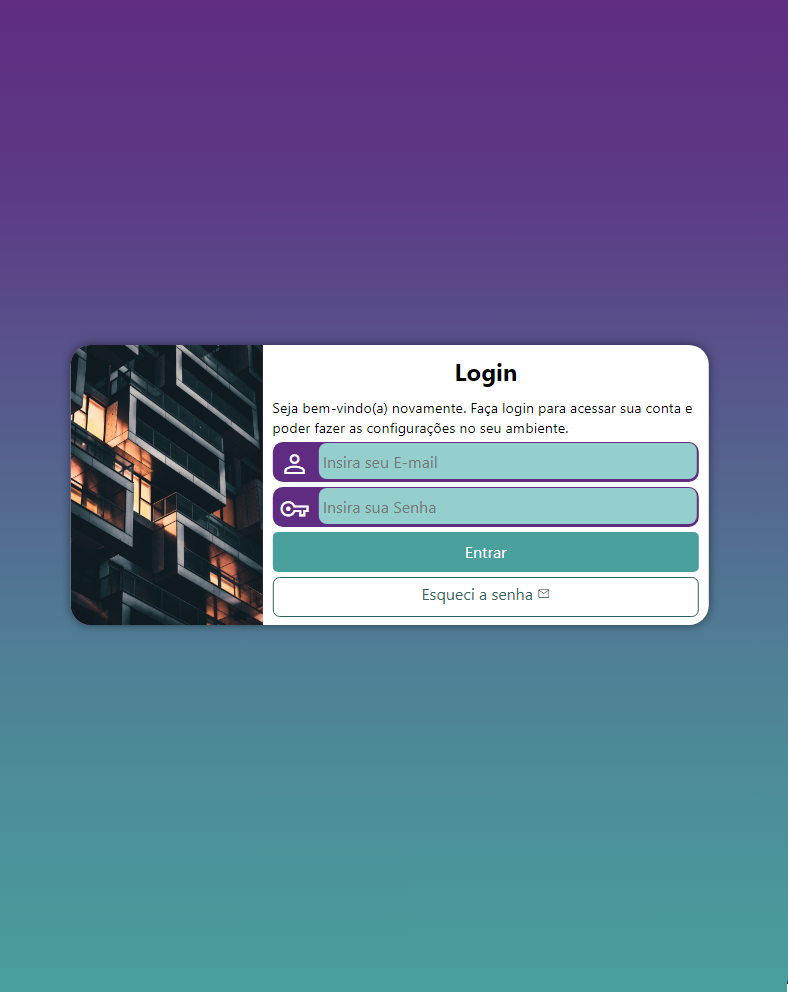 Login
Seja bem-vindo(a) novamente. Faça login para acessar sua conta e
poder fazer as configurações no seu ambiente.
Insira seu E-mail
Insira sua Senha
Entrar
Esqueci a senha